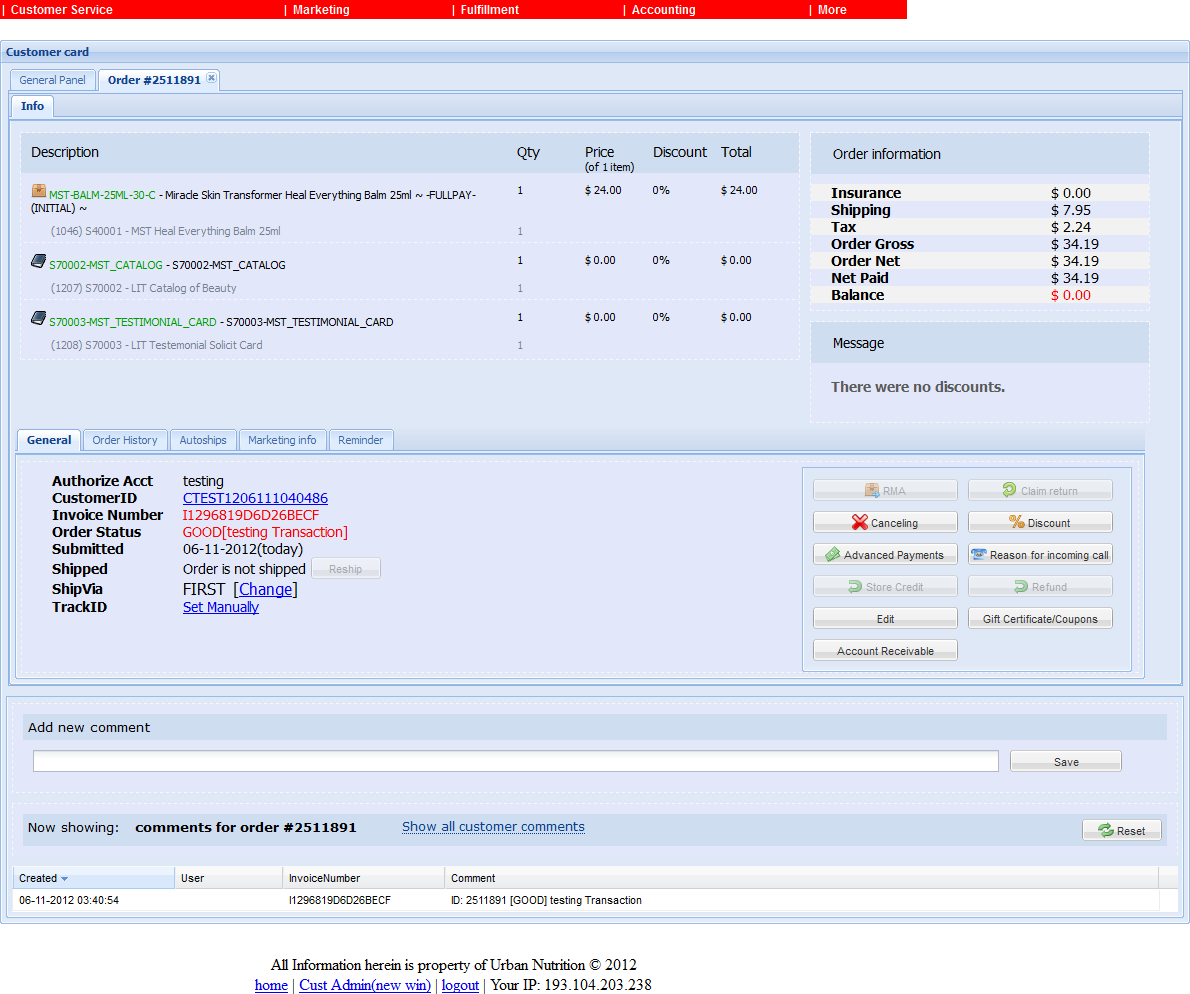 | Customer Service | Marketing | Fulfillment | Accounting | More
Customer card
General Panel Order #2511891
Info
Description Qty Price Discount Total
(of 1 item)
MST-BALM-25ML-30-C - Miracle Skin Transformer Heal Everything Balm 25ml ~ -FULLPAY- 1 $ 24.00 0% $ 24.00
(INITIAL) ~
(1046) S40001 - MST Heal Everything Balm 25ml 1
S70002-MST_CATALOG - S70002-MST_CATALOG 1 $ 0.00 0% $ 0.00
(1207) S70002 - LIT Catalog of Beauty 1
S70003-MST_TESTIMONIAL_CARD - S70003-MST_TESTIMONIAL_CARD 1 $ 0.00 0% $ 0.00
(1208) S70003 - LIT Testemonial Solicit Card 1
Order information
Insurance $ 0.00
Shipping $ 7.95
Tax $ 2.24
Order Gross $ 34.19
Order Net $ 34.19
Net Paid $ 34.19
Balance $ 0.00
Message
There were no discounts.
General Order History Autoships Marketing info Reminder
Authorize Acct testing
CustomerID CTEST1206111040486
Invoice Number I1296819D6D26BECF
Order Status GOOD[testing Transaction]
Submitted 06-11-2012(today)
Shipped Order is not shipped Reship
ShipVia FIRST [Change]
TrackID Set Manually
RMA Claim return
Canceling Discount
Advanced Payments Reason for incoming call
Store Credit Refund
Edit Gift Certificate/Coupons
Account Receivable
Add new comment
Save
Now showing: comments for order #2511891 Show all customer comments Reset
Created User InvoiceNumber Comment
06-11-2012 03:40:54 I1296819D6D26BECF ID: 2511891 [GOOD] testing Transaction
All Information herein is property of Urban Nutrition © 2012
home | Cust Admin(new win) | logout | Your IP: 193.104.203.238